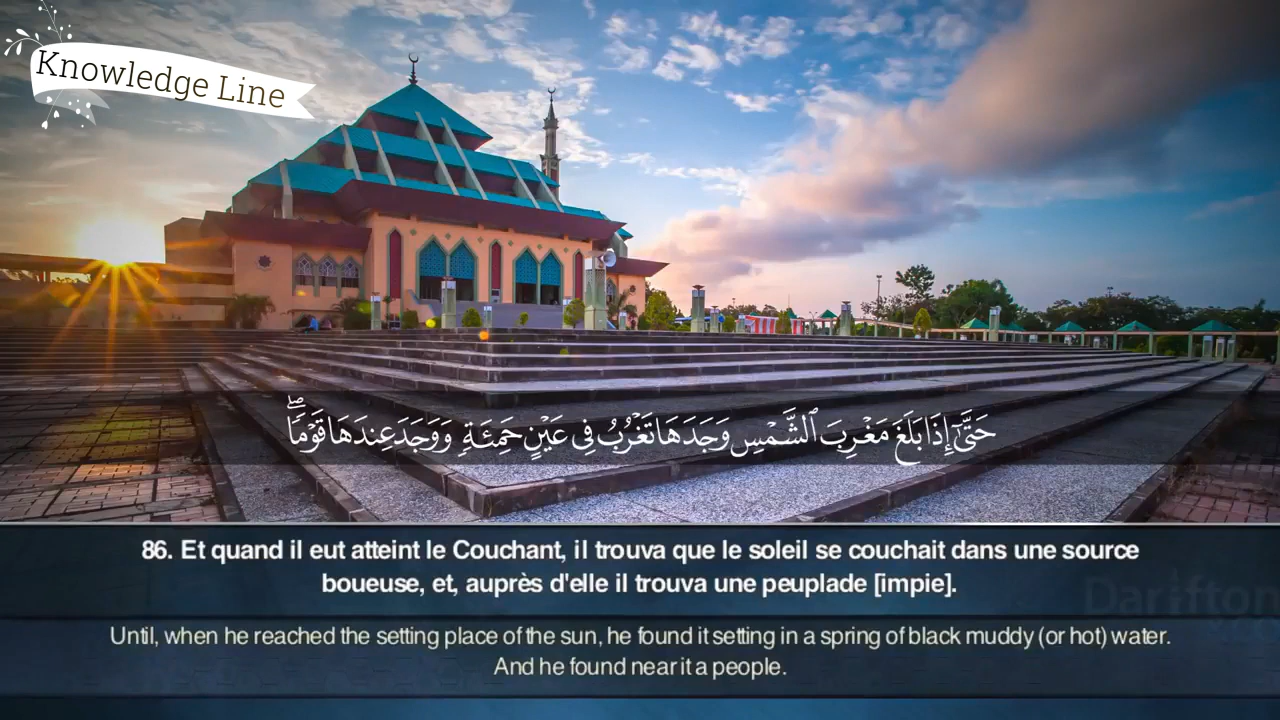 Knowledge Line
حَتَّىٰٓ إِذَا بَلَغَ مَغْرِبَ ٱلشَّمْسِ وَجَدَهَا تَغْرُبُ فِى عَيْنٍ حَمِئَةٍ وَوَجَدَ عِندَهَا قَوْمًا ۖ
86. Et quand il eut atteint le Couchant, il trouva que le soleil se couchait dans une source
boueuse, et, auprès d'elle il trouva une peuplade [impie].
Until, when he reached the setting place of the sun, he found it setting in a spring of black muddy (or hot) water.
And he found near it a people.